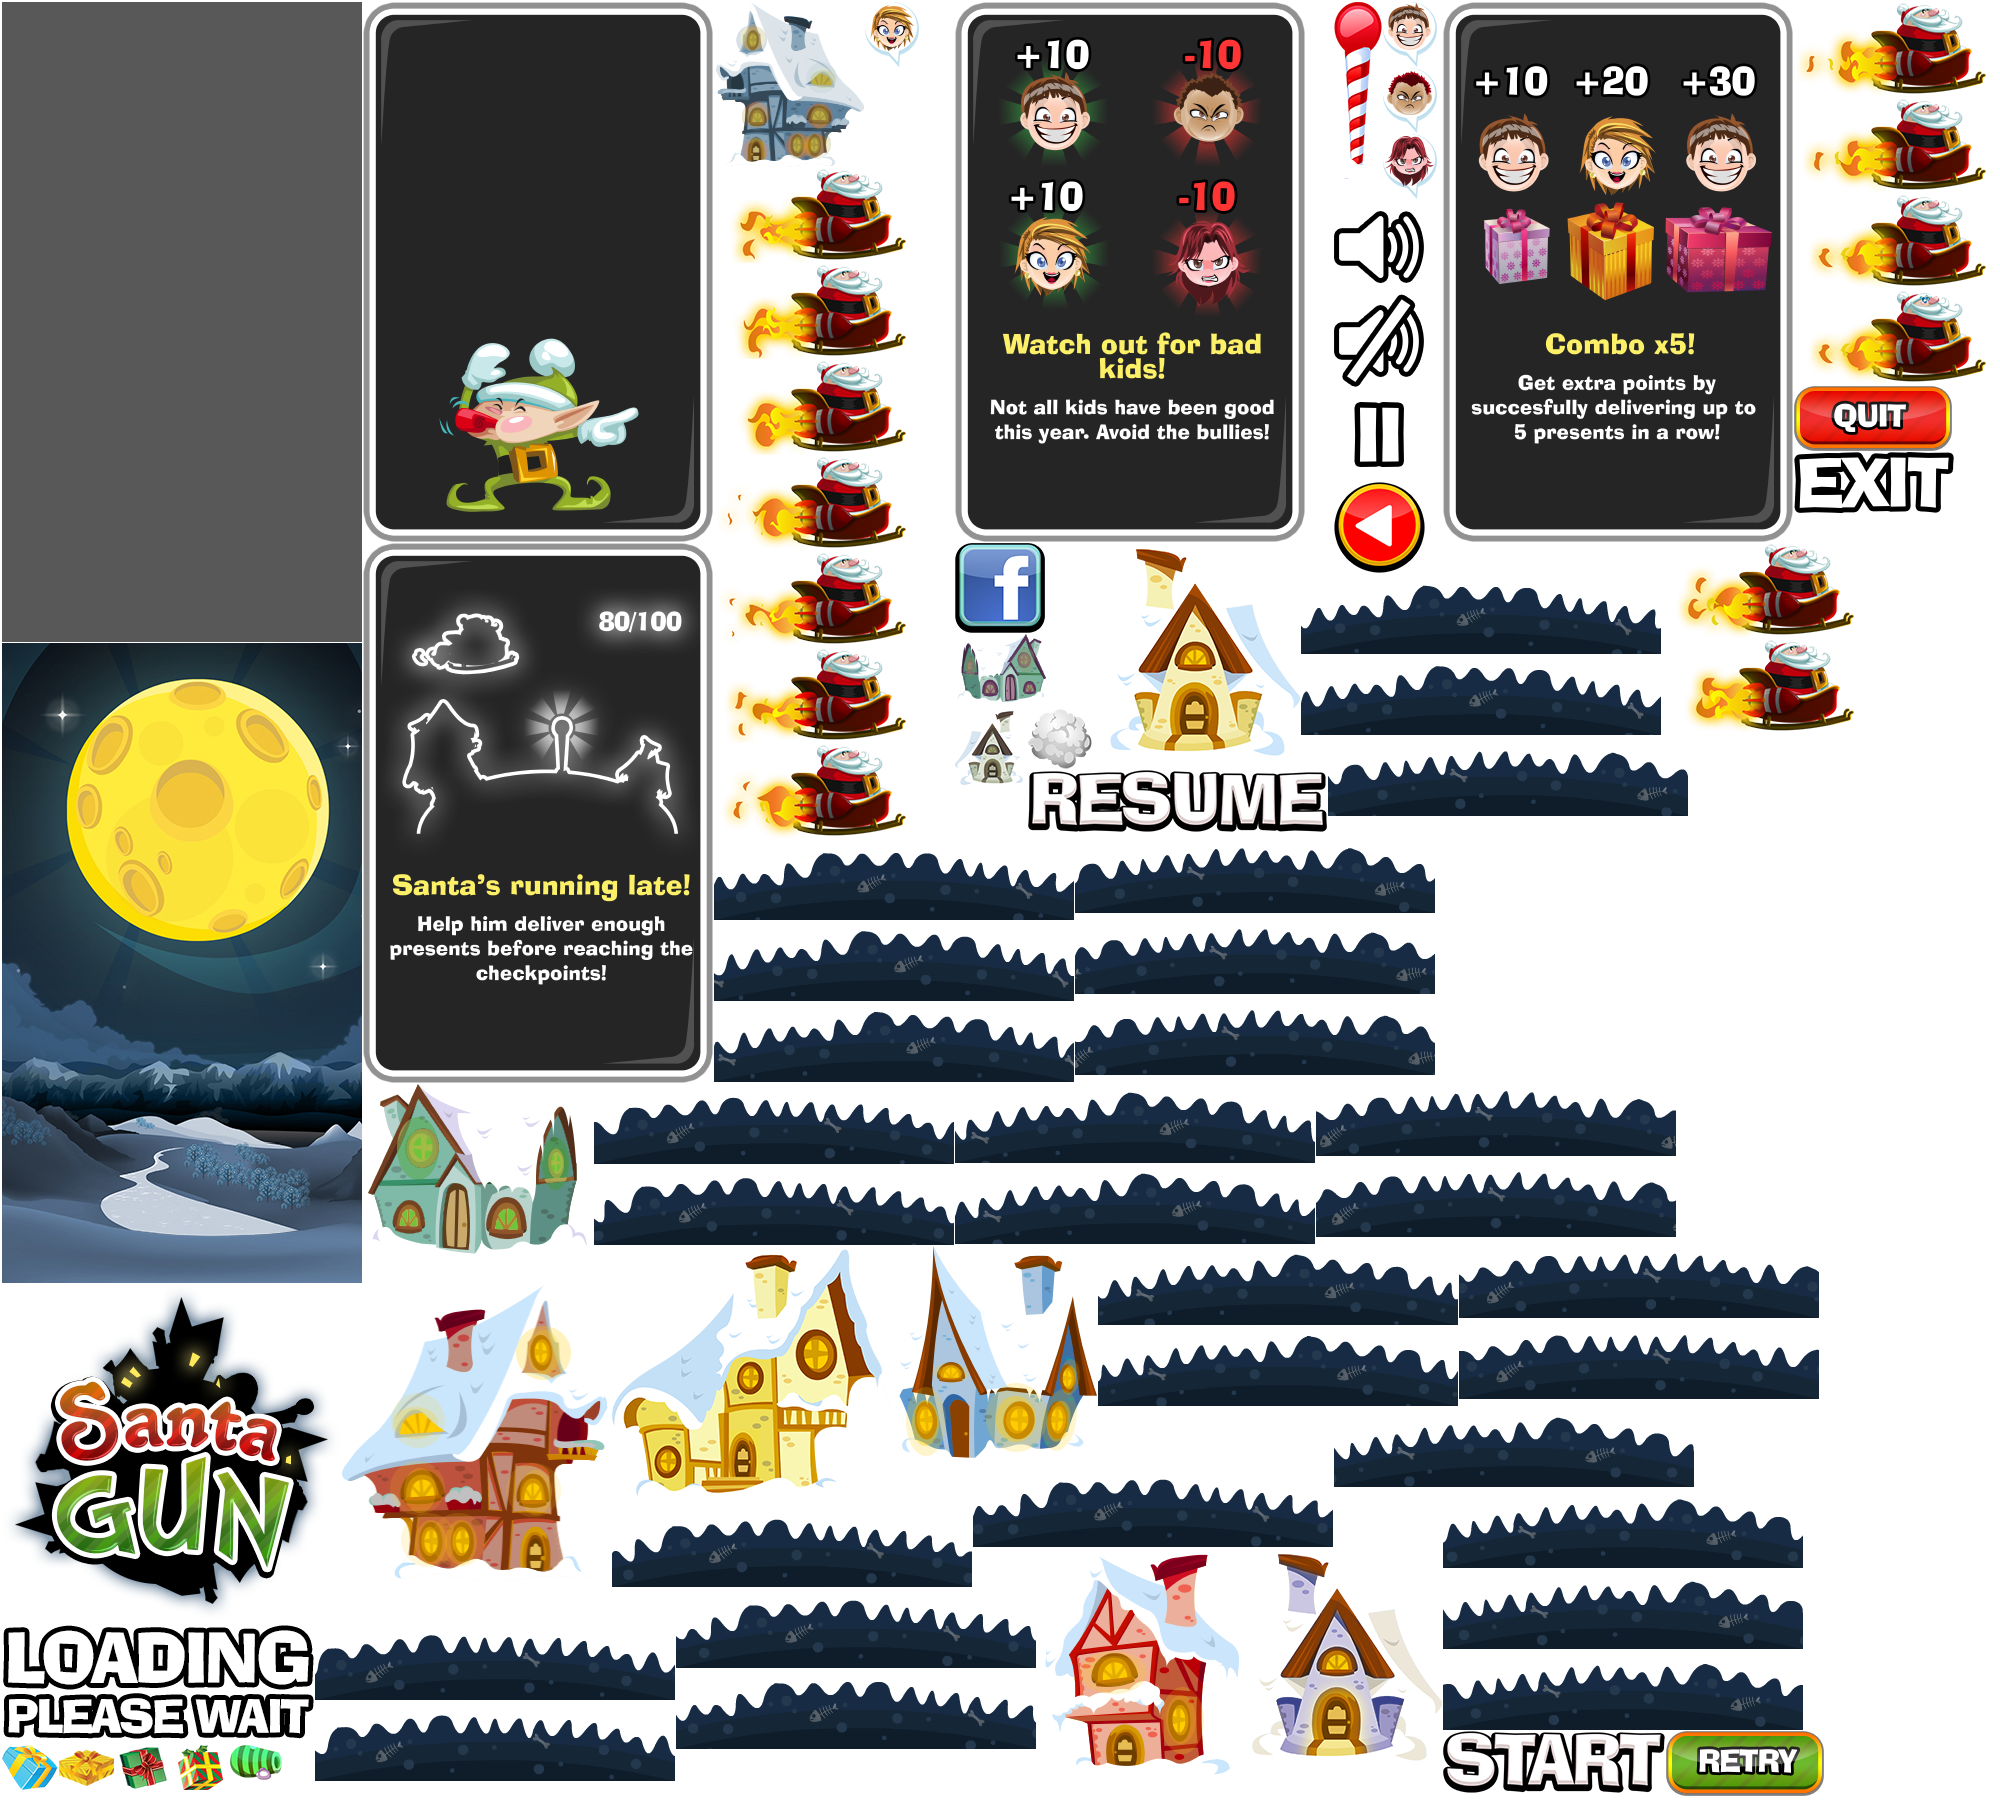 +10
-10
+10
-10
Watch out for bad
kids!
Not all kids have been good
this year. Avoid the bullies!
+10 +20 +30
Combo x5!
Get extra points by
succesfully delivering up to
5 presents in a row!
QUIT
EXIT
f
80/100
Santa's running late!
Help him deliver enough
presents before reaching the
checkpoints!
RESUME
Santa
GUN
LOADING
PLEASE WAIT
START
RETRY